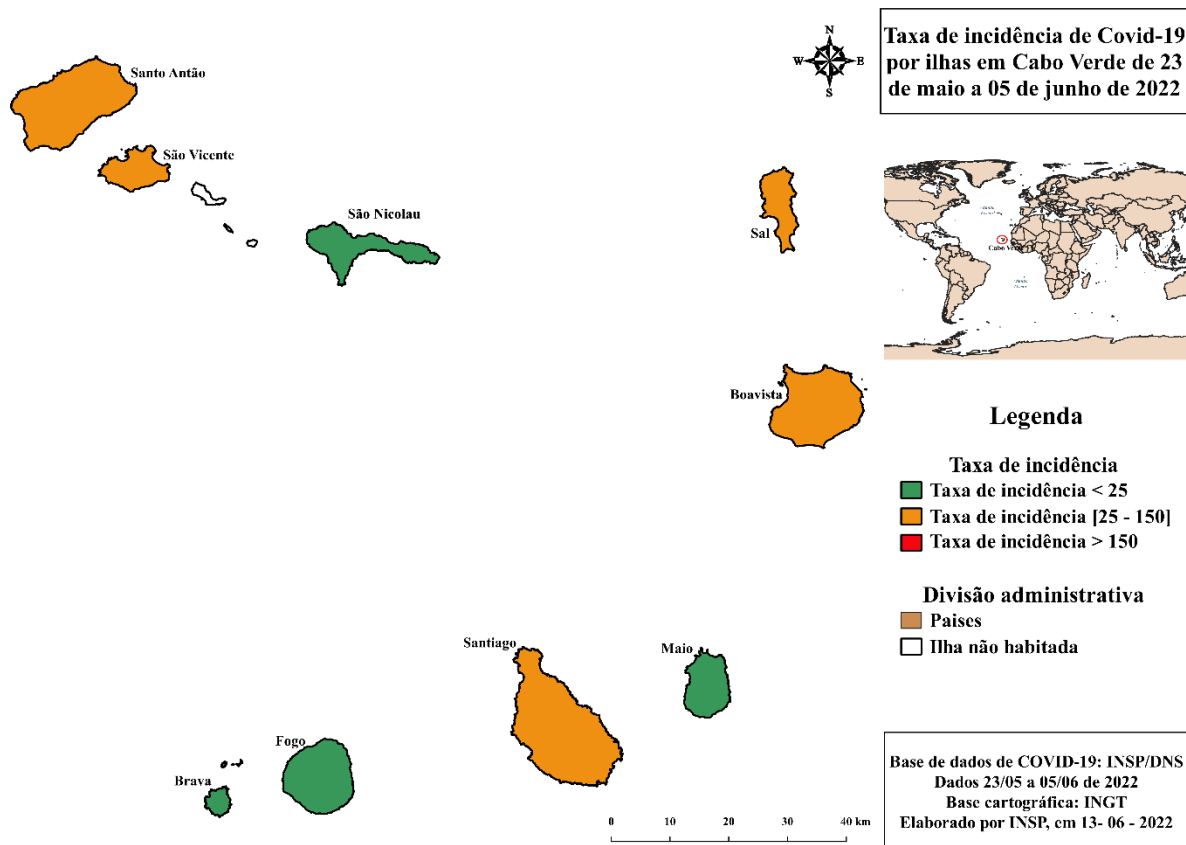 Taxa de incidência de Covid-19
por ilhas em Cabo Verde de 23
de maio a 05 de junho de 2022
N
W
E
S
Santo Antão
São Vicente
São Nicolau
Sal
Boavista
Cabo Verde
Legenda
Taxa de incidência
Taxa de incidência < 25
Taxa de incidência [25 - 150]
Taxa de incidência > 150
Divisão administrativa
Paises
Ilha não habitada
Santiago
Maio
Fogo
Brava
0
10
20
30
40 km
Base de dados de COVID-19: INSP/DNS
Dados 23/05 a 05/06 de 2022
Base cartográfica: INGT
Elaborado por INSP, cm 13- 06 - 2022